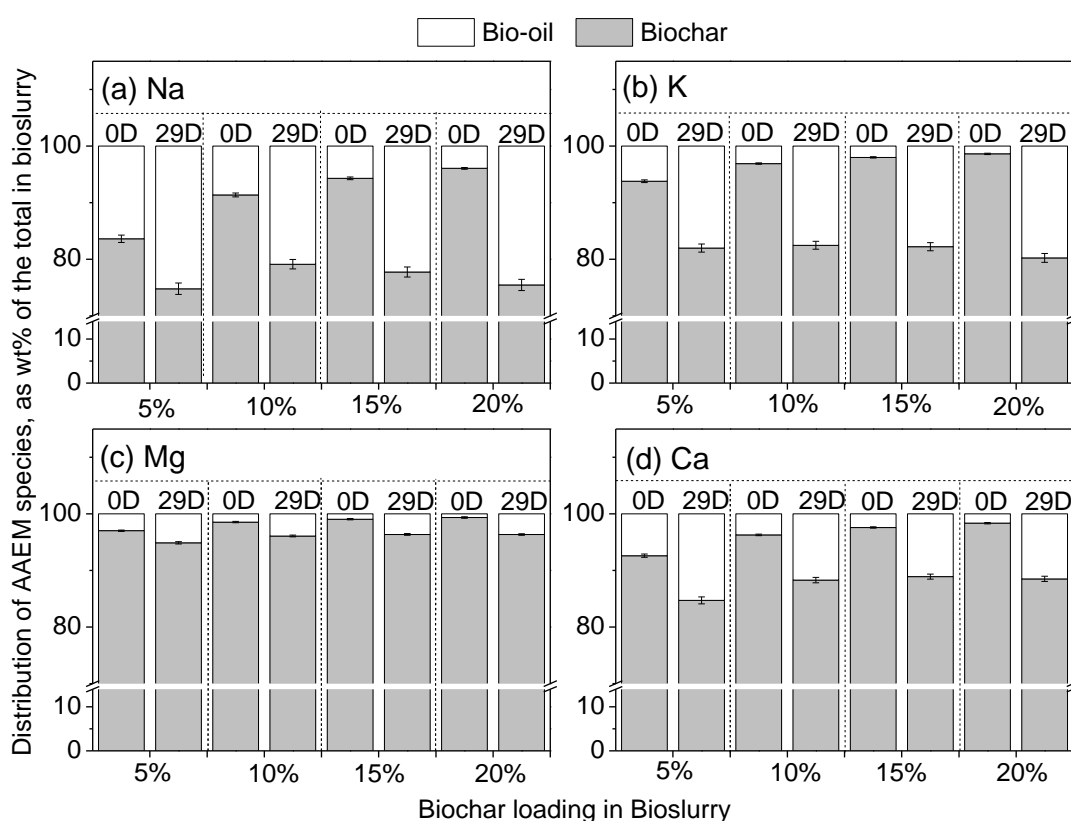 Bio-oil Biochar
Distribution of AAEM species, as wt% of the total in bioslurry
(a) Na
0D 29D 0D 29D 0D 29D 0D 29D
100
80
10
0
5% 10% 15% 20%
(b) K
0D 29D 0D 29D 0D 29D 0D 29D
100
80
10
0
5% 10% 15% 20%
(c) Mg
0D 29D 0D 29D 0D 29D 0D 29D
100
80
10
0
5% 10% 15% 20%
(d) Ca
0D 29D 0D 29D 0D 29D 0D 29D
100
80
10
0
5% 10% 15% 20%
Biochar loading in Bioslurry